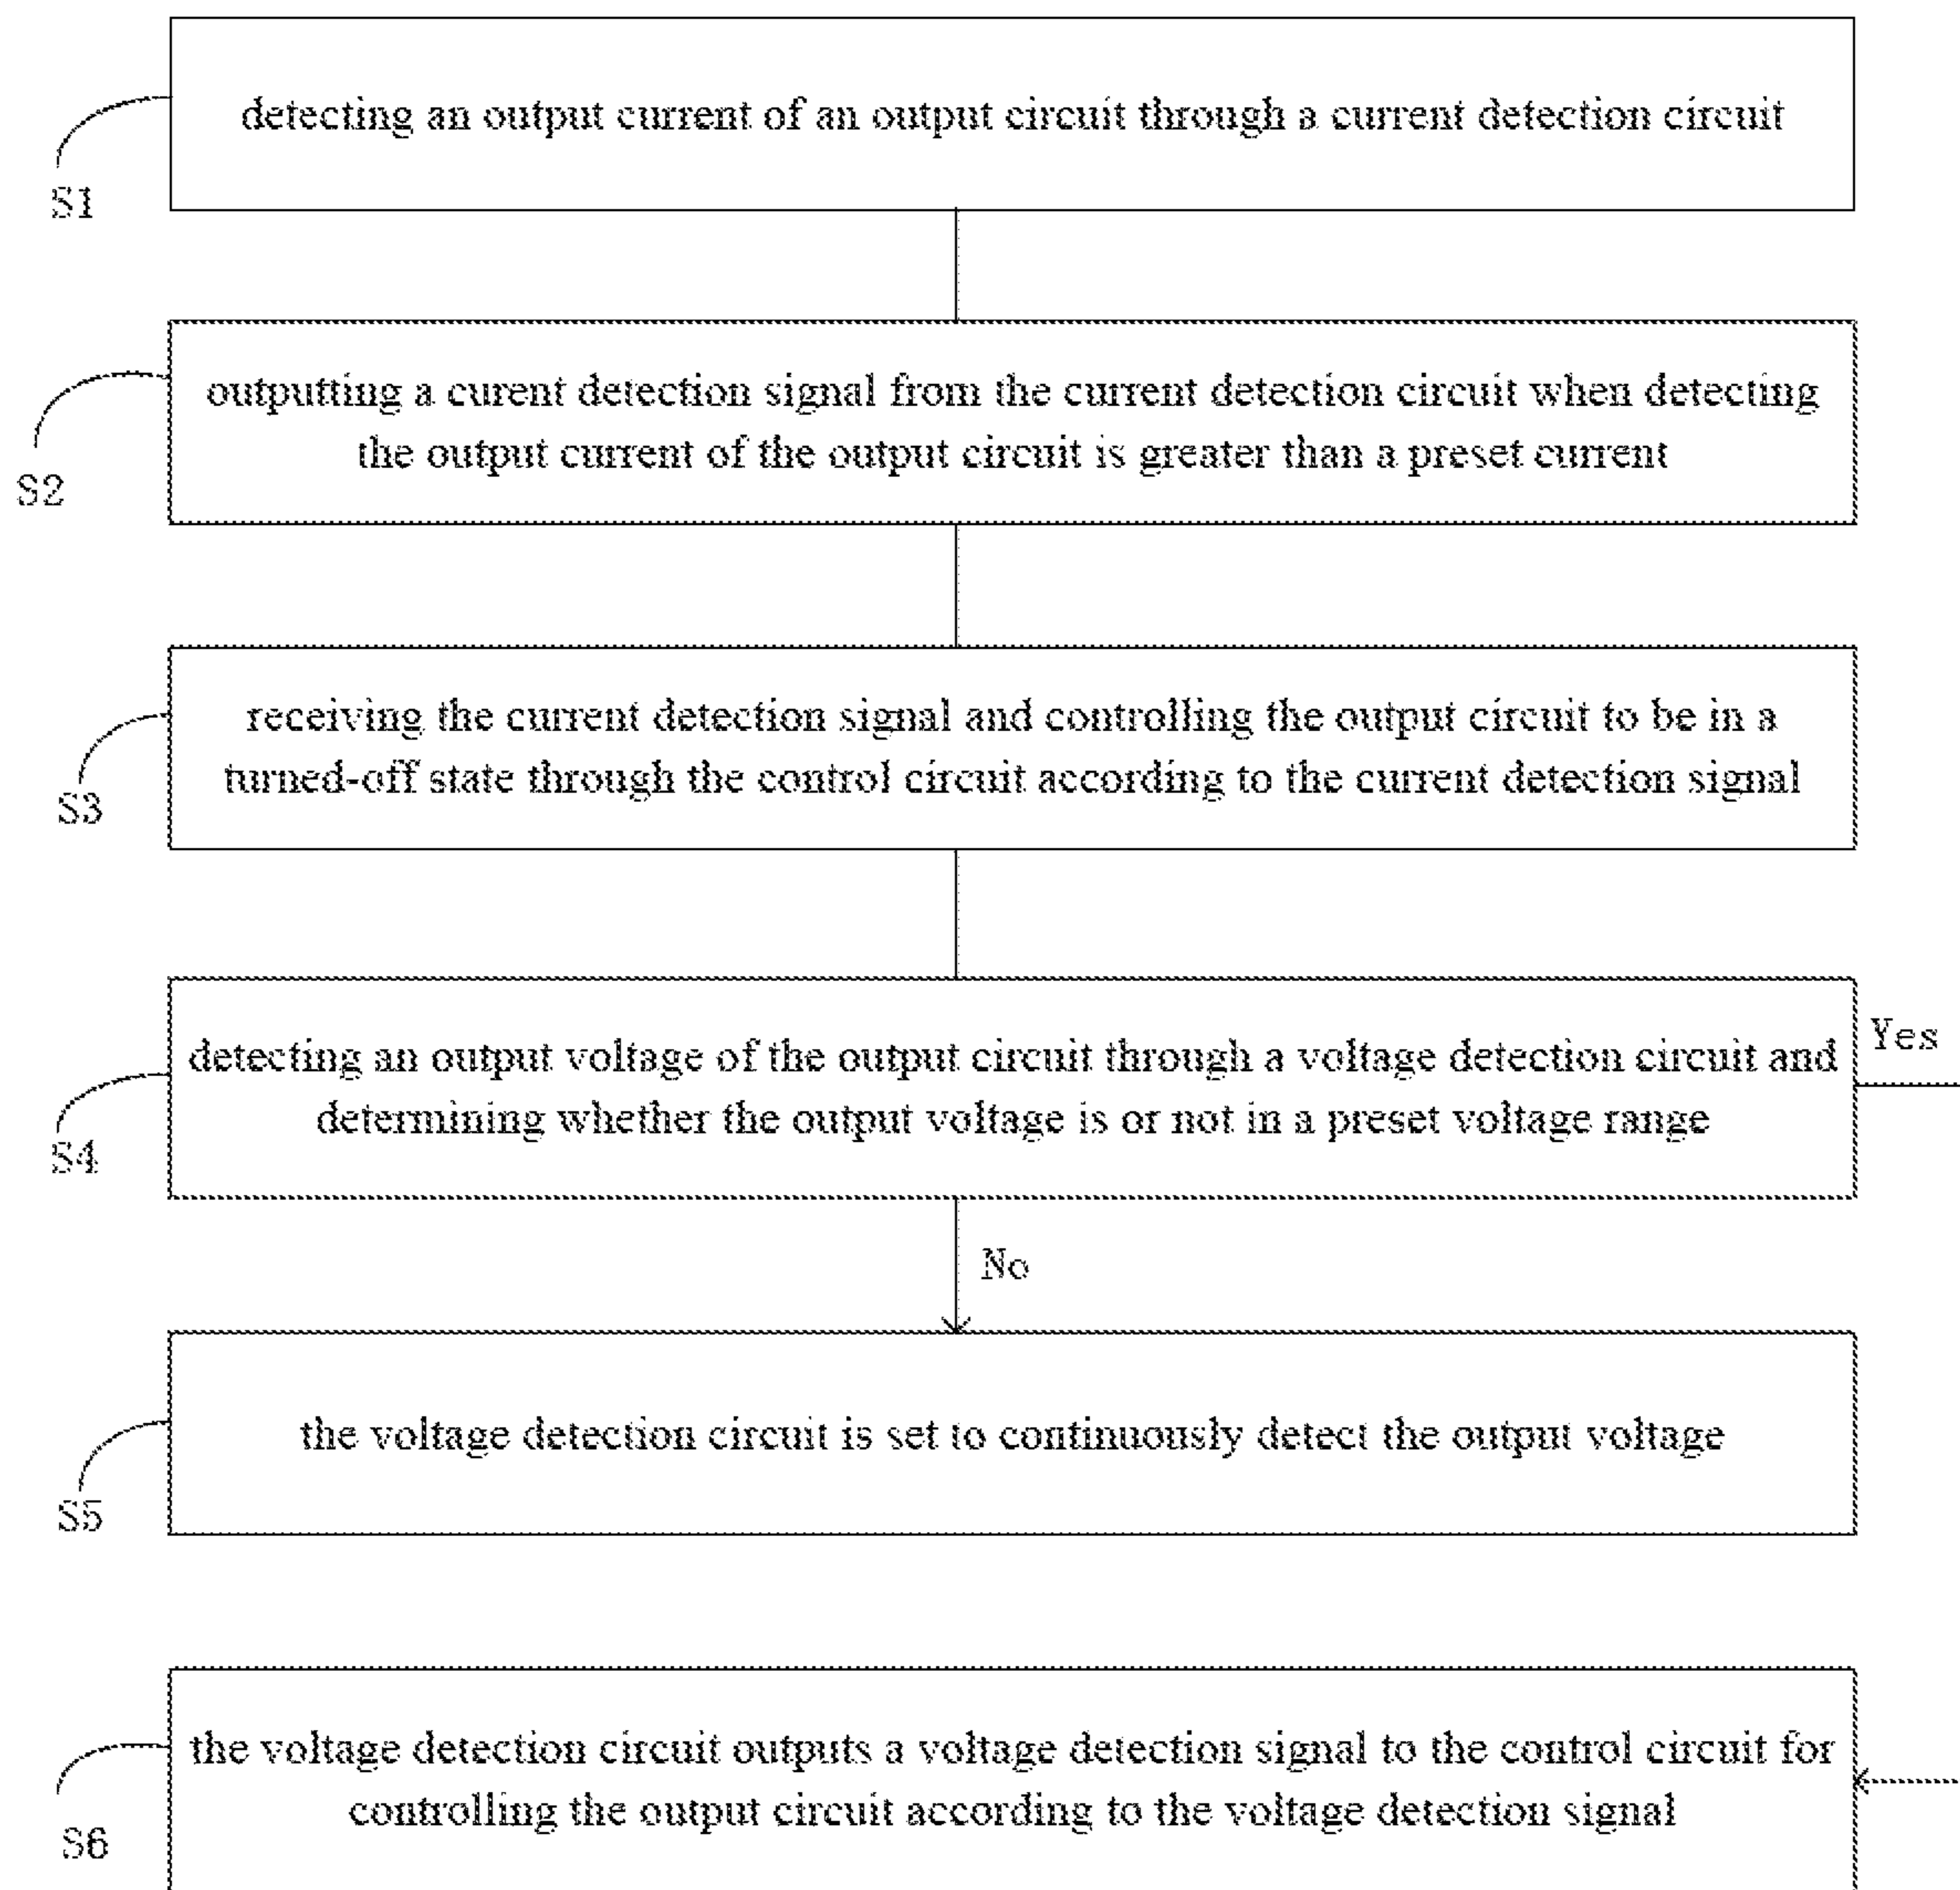 detecting an output current of an output circuit through a current detection circuit
S1
outputting a curent detection signal from the current detection circuit when detecting
the output current of the output circuit is greater than a preset current
S2
receiving the current detection signal and controlling the output circuit to be in a
turned-off state through the control circuit according to the current detection signal
S3
detecting an output voltage of the output circuit through a voltage detection circuit and
determining whether the output voltage is or not in a preset voltage range
Yes
S4
No
the voltage detection circuit is set to continuously detect the output voltage
S5
the voltage detection circuit outputs a voltage detection signal to the control circuit for
controlling the output circuit according to the voltage detection signal
S6